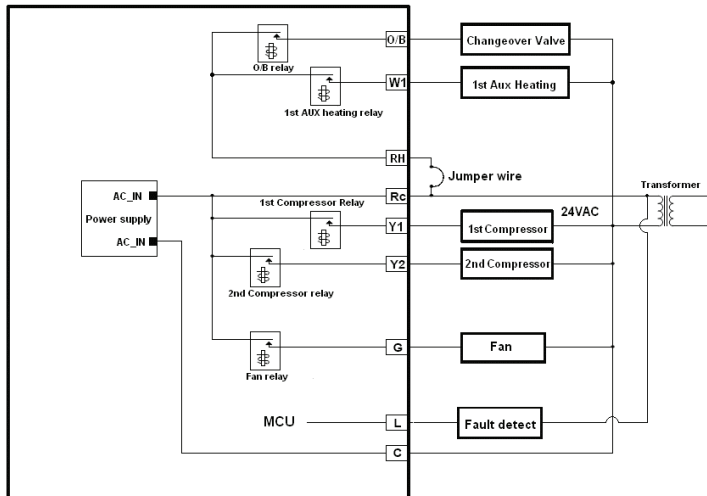 O/B
Changeover Valve
O/B relay
W1
1st Aux Heating
1st AUX heating relay
RH
Jumper wire
Transformer
AC_IN
Rc
1st Compressor Relay
Power supply
24VAC
Y1
1st Compressor
AC_IN
Y2
2nd Compressor
2nd Compressor relay
G
Fan
Fan relay
MCU
L
Fault detect
C